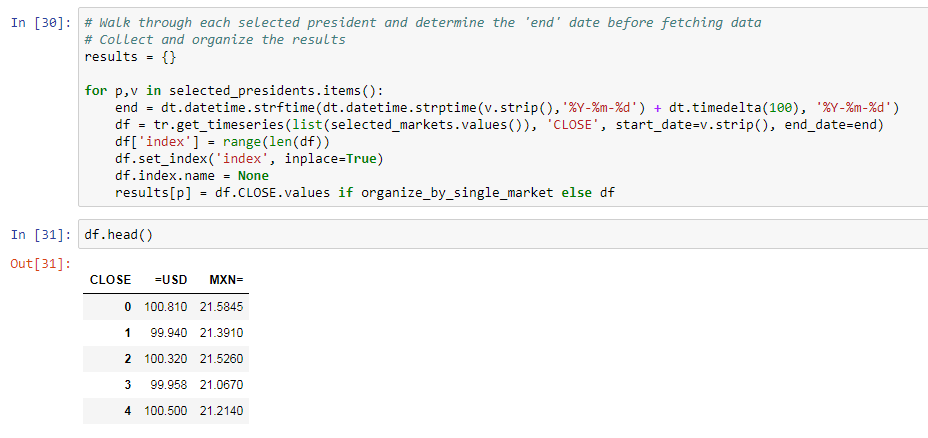 In [30]: # Walk through each selected president and determine the 'end' date before fetching data
# Collect and organize the results
results = {}
for p,v in selected_presidents.items():
end = dt.datetime.strftime(dt.datetime.strptime(v.strip(),'%Y-%m-%d') + dt.timedelta(100), '%Y-%m-%d')
df = tr.get_timeseries(list(selected_markets.values()), 'CLOSE', start_date=v.strip(), end_date=end)
df['index'] = range(len(df))
df.set_index('index', inplace=True)
df.index.name = None
results[p] = df.CLOSE.values if organize_by_single_market else df
In [31]: df.head()
Out[31]:
CLOSE =USD MXN=
0 100.810 21.5845
1 99.940 21.3910
2 100.320 21.5260
3 99.958 21.0670
4 100.500 21.2140